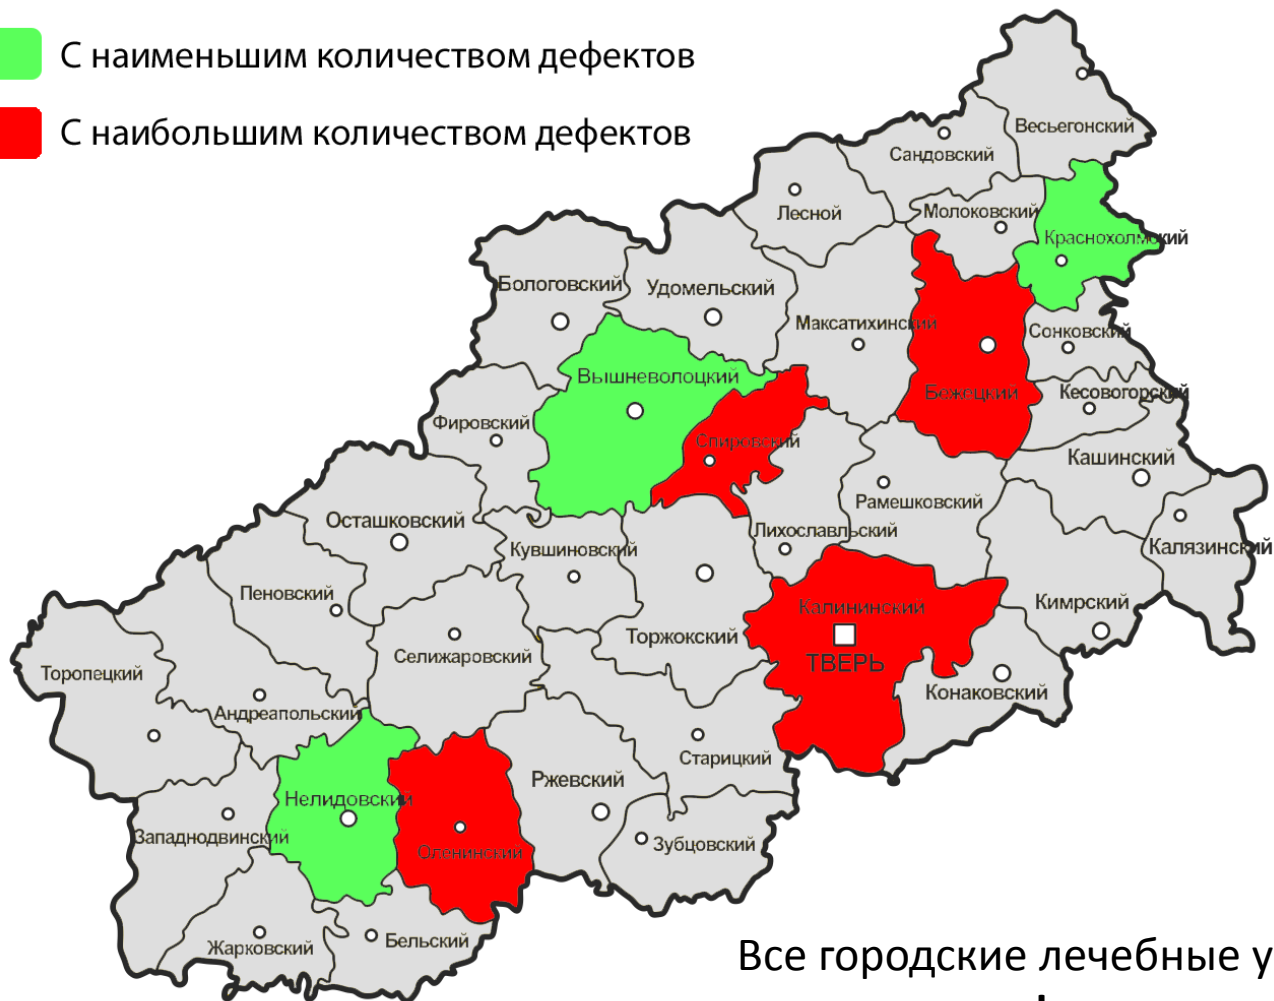 С наименьшим количеством дефектов
С наибольшим количеством дефектов
Весьегонский
Сандовский
Лесной
Молоковский
Краснохолмский
Бологовский
Удомельский
Максатихинский
Сонковский
Вышневолоцкий
Бежецкий
Кесовогорский
Фировский
Спировский
Кашинский
Рамешковский
Осташковский
Лихославльский
Кувшиновский
Калязинский
Пеновский
Калининский
Кимрский
Торжокский
Селижаровский
ТВЕРЬ
Торопецкий
Конаковский
Андреапольский
Старицкий
Ржевский
Нелидовский
Западнодвинский
Зубцовский
Оленинский
Жарковский
Бельский
Все городские лечебные у